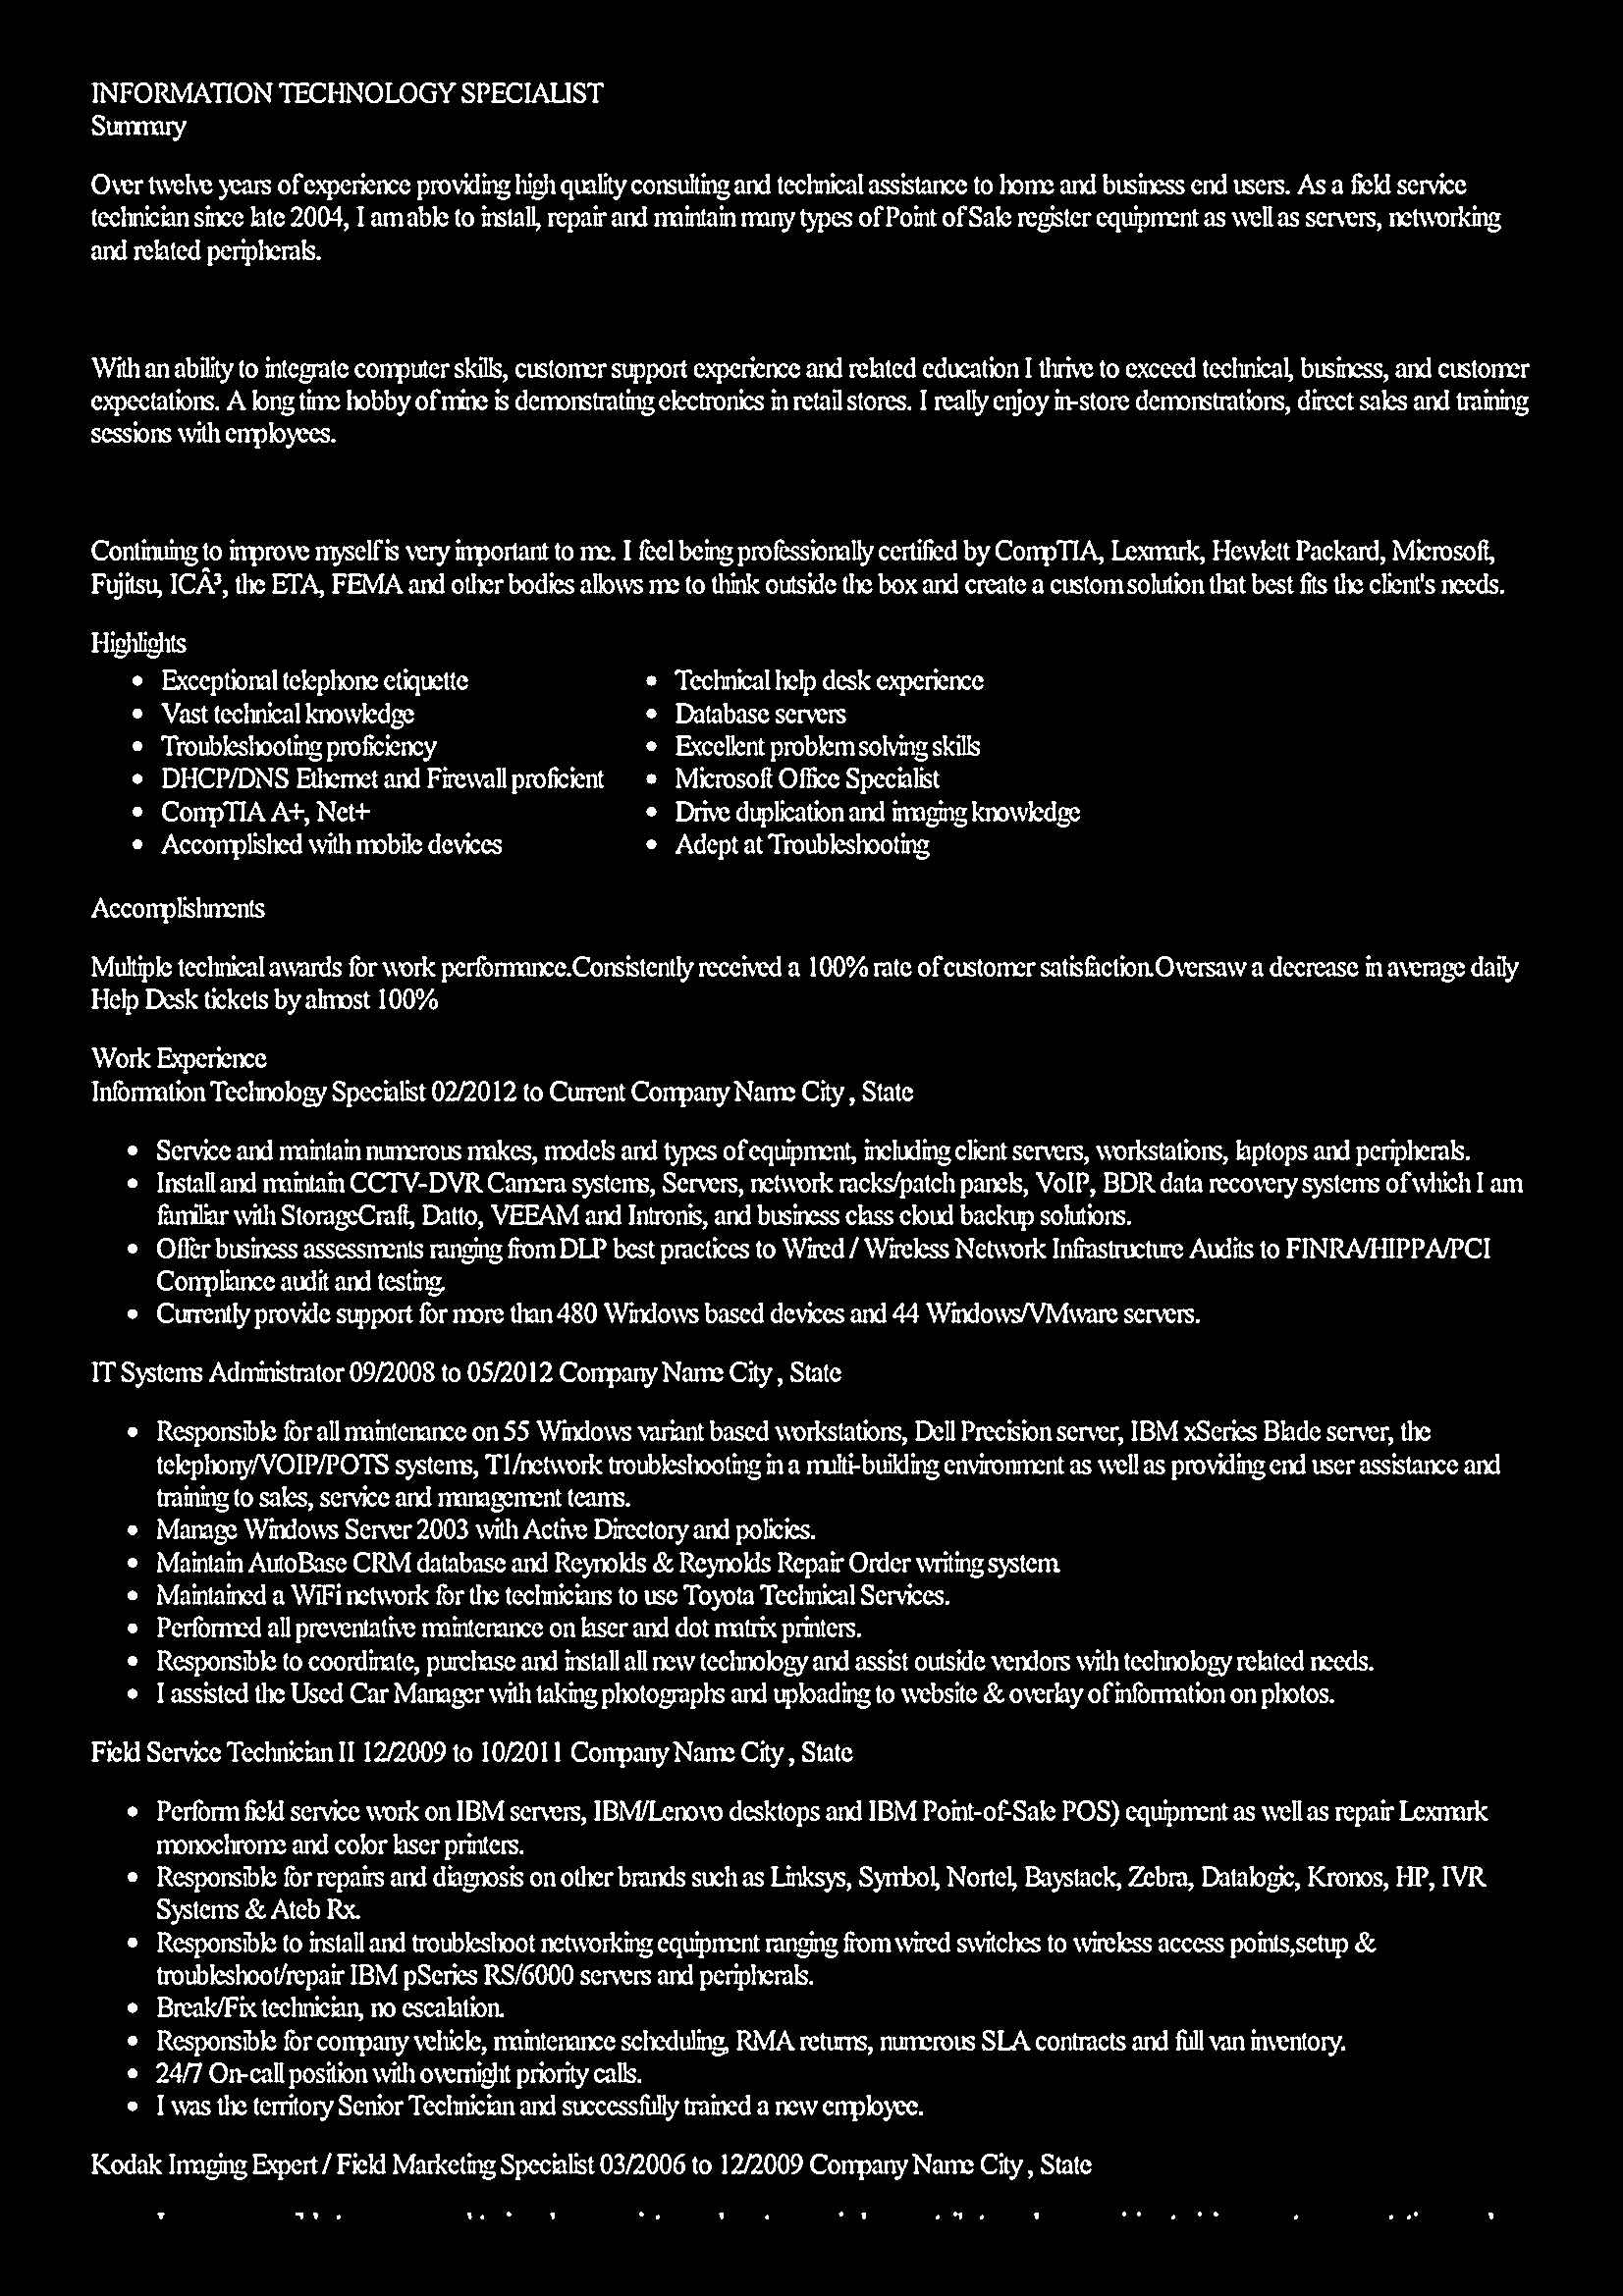 INFORMATION TECHNOLOGY SPECIALIST
Summary
Over twelve years of experience providing high quality consulting and technical assistance to home and business end users. As a field service
technician since late 2004, I am able to install, repair and maintain many types of Point of Sale register equipment as well as servers, networking
and related peripherals.
With an ability to integrate computer skills, customer support experience and related education I thrive to exceed technical, business, and customer
expectations. A long time hobby of mine is demonstrating electronics in retail stores. I really enjoy in-store demonstrations, direct sales and training
sessions with employees.
Continuing to improve myself is very important to me. I feel being professionally certified by CompTIA, Lexmark, Hewlett Packard, Microsoft,
Fujitsu, ICÂ³, the ETA, FEMA and other bodies allows me to think outside the box and create a custom solution that best fits the client's needs.
Highlights
• Exceptional telephone etiquette
• Vast technical knowledge
• Troubleshooting proficiency
• DHCP/DNS Ethernet and Firewall proficient
• CompTIA A+, Net+
• Accomplished with mobile devices
• Technical help desk experience
• Database servers
• Excellent problem solving skills
• Microsoft Office Specialist
• Drive duplication and imaging knowledge
• Adept at Troubleshooting
Accomplishments
Multiple technical awards for work performance.Consistently received a 100% rate of customer satisfaction.Oversaw a decrease in average daily
Help Desk tickets by almost 100%
Work Experience
Information Technology Specialist 02/2012 to Current Company Name City , State
• Service and maintain numerous makes, models and types of equipment, including client servers, workstations, laptops and peripherals.
• Install and maintain CCTV-DVR Camera systems, Servers, network racks/patch panels, VoIP, BDR data recovery systems of which I am
familiar with StorageCraft, Datto, VEEAM and Intronis, and business class cloud backup solutions.
• Offer business assessments ranging from DLP best practices to Wired / Wireless Network Infrastructure Audits to FINRA/HIPPA/PCI
Compliance audit and testing.
• Currently provide support for more than 480 Windows based devices and 44 Windows/VMware servers.
IT Systems Administrator 09/2008 to 05/2012 Company Name City , State
• Responsible for all maintenance on 55 Windows variant based workstations, Dell Precision server, IBM xSeries Blade server, the
telephony/VOIP/POTS systems, T1/network troubleshooting in a multi-building environment as well as providing end user assistance and
training to sales, service and management teams.
• Manage Windows Server 2003 with Active Directory and policies.
• Maintain AutoBase CRM database and Reynolds & Reynolds Repair Order writing system.
• Maintained a WiFi network for the technicians to use Toyota Technical Services.
• Performed all preventative maintenance on laser and dot matrix printers.
• Responsible to coordinate, purchase and install all new technology and assist outside vendors with technology related needs.
• I assisted the Used Car Manager with taking photographs and uploading to website & overlay of information on photos.
Field Service Technician II 12/2009 to 10/2011 Company Name City , State
• Perform field service work on IBM servers, IBM/Lenovo desktops and IBM Point-of-Sale POS) equipment as well as repair Lexmark
monochrome and color laser printers.
• Responsible for repairs and diagnosis on other brands such as Linksys, Symbol, Nortel, Baystack, Zebra, Datalogic, Kronos, HP, IVR
Systems & Ateb Rx.
• Responsible to install and troubleshoot networking equipment ranging from wired switches to wireless access points,setup &
troubleshoot/repair IBM pSeries RS/6000 servers and peripherals.
• Break/Fix technician, no escalation.
• Responsible for company vehicle, maintenance scheduling, RMA returns, numerous SLA contracts and full van inventory.
• 24/7 On-call position with overnight priority calls.
• I was the territory Senior Technician and successfully trained a new employee.
Kodak Imaging Expert / Field Marketing Specialist 03/2006 to 12/2009 Company Name City , State